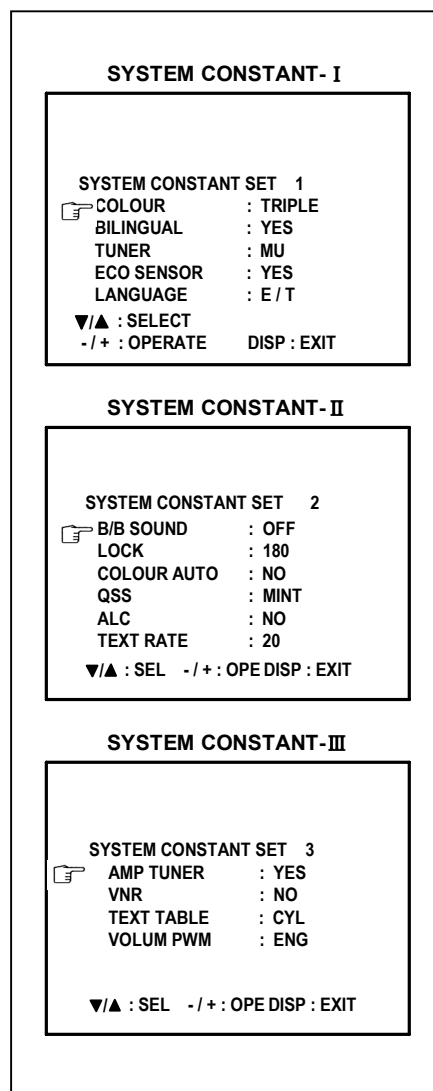 SYSTEM CONSTANT- I
SYSTEM CONSTANT SET 1
COLOUR : TRIPLE
BILINGUAL : YES
TUNER : MU
ECO SENSOR : YES
LANGUAGE : E / T
▼/▲ : SELECT
- / + : OPERATE DISP : EXIT
SYSTEM CONSTANT- II
SYSTEM CONSTANT SET 2
B/B SOUND : OFF
LOCK : 180
COLOUR AUTO : NO
QSS : MINT
ALC : NO
TEXT RATE : 20
▼/▲ : SEL - / + : OPE DISP : EXIT
SYSTEM CONSTANT-III
SYSTEM CONSTANT SET 3
AMP TUNER : YES
VNR : NO
TEXT TABLE : CYL
VOLUM PWM : ENG
▼/▲ : SEL - / + : OPE DISP : EXIT